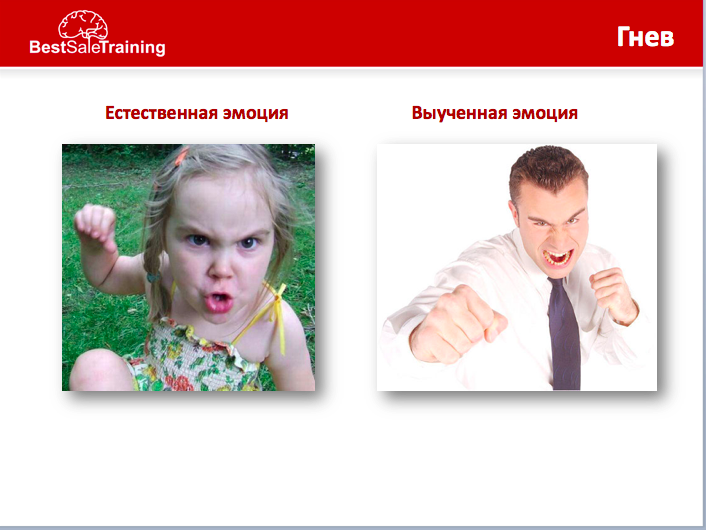 BestSaleTraining
Гнев
Естественная эмоция
Выученная эмоция